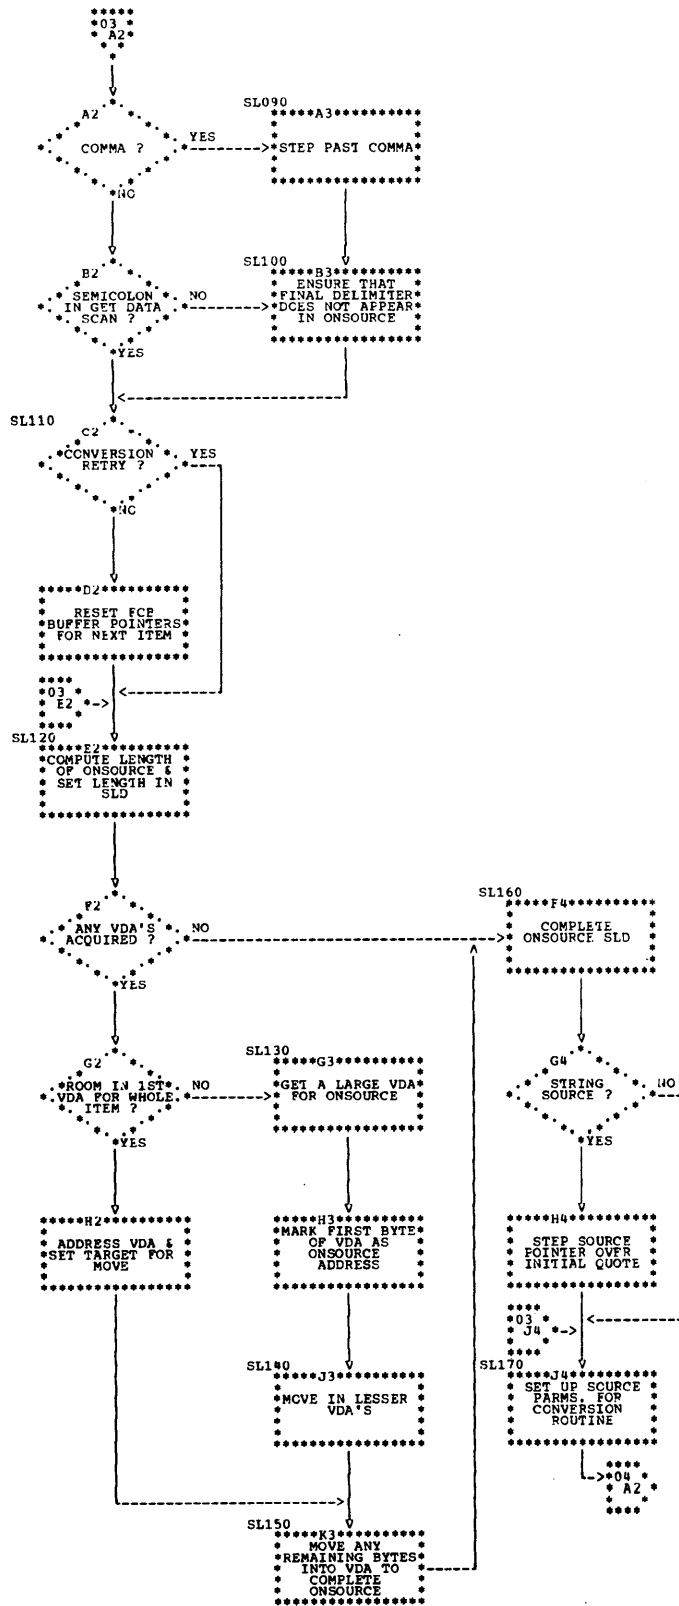 03
A2
A2
COMMA ?
YES
NO
SL090
A3
STEP PAST COMMA
B2
SEMICOLON
IN GET DATA
SCAN ?
NO
YES
SL100
B3
ENSURE THAT
FINAL DELIMITER
DOES NOT APPEAR
IN ONSOURCE
SL110
C2
CONVERSION
RETRY ?
YES
NO
D2
RESET FCB
BUFFER POINTERS
FOR NEXT ITEM
03
E2
SL120
E2
COMPUTE LENGTH
OF ONSOURCE &
SET LENGTH IN
SLD
F2
ANY VDA'S
ACQUIRED ?
NO
YES
SL160
F4
COMPLETE
ONSOURCE SLD
G2
ROOM IN 1ST
VDA FOR WHOLE
ITEM ?
NO
YES
SL130
G3
GET A LARGE VDA
FOR ONSOURCE
G4
STRING
SOURCE ?
NO
YES
H2
ADDRESS VDA &
SET TARGET FOR
MOVE
H3
MARK FIRST BYTE
OF VDA AS
ONSOURCE
ADDRESS
H4
STEP SOURCE
POINTER OVER
INITIAL QUOTE
03
J4
SL140
J3
MOVE IN LESSER
VDA'S
SL170
J4
SET UP SOURCE
PARMS. FOR
CONVERSION
ROUTINE
04
A2
SL150
K3
MOVE ANY
REMAINING BYTES
INTO VDA TO
COMPLETE
ONSOURCE